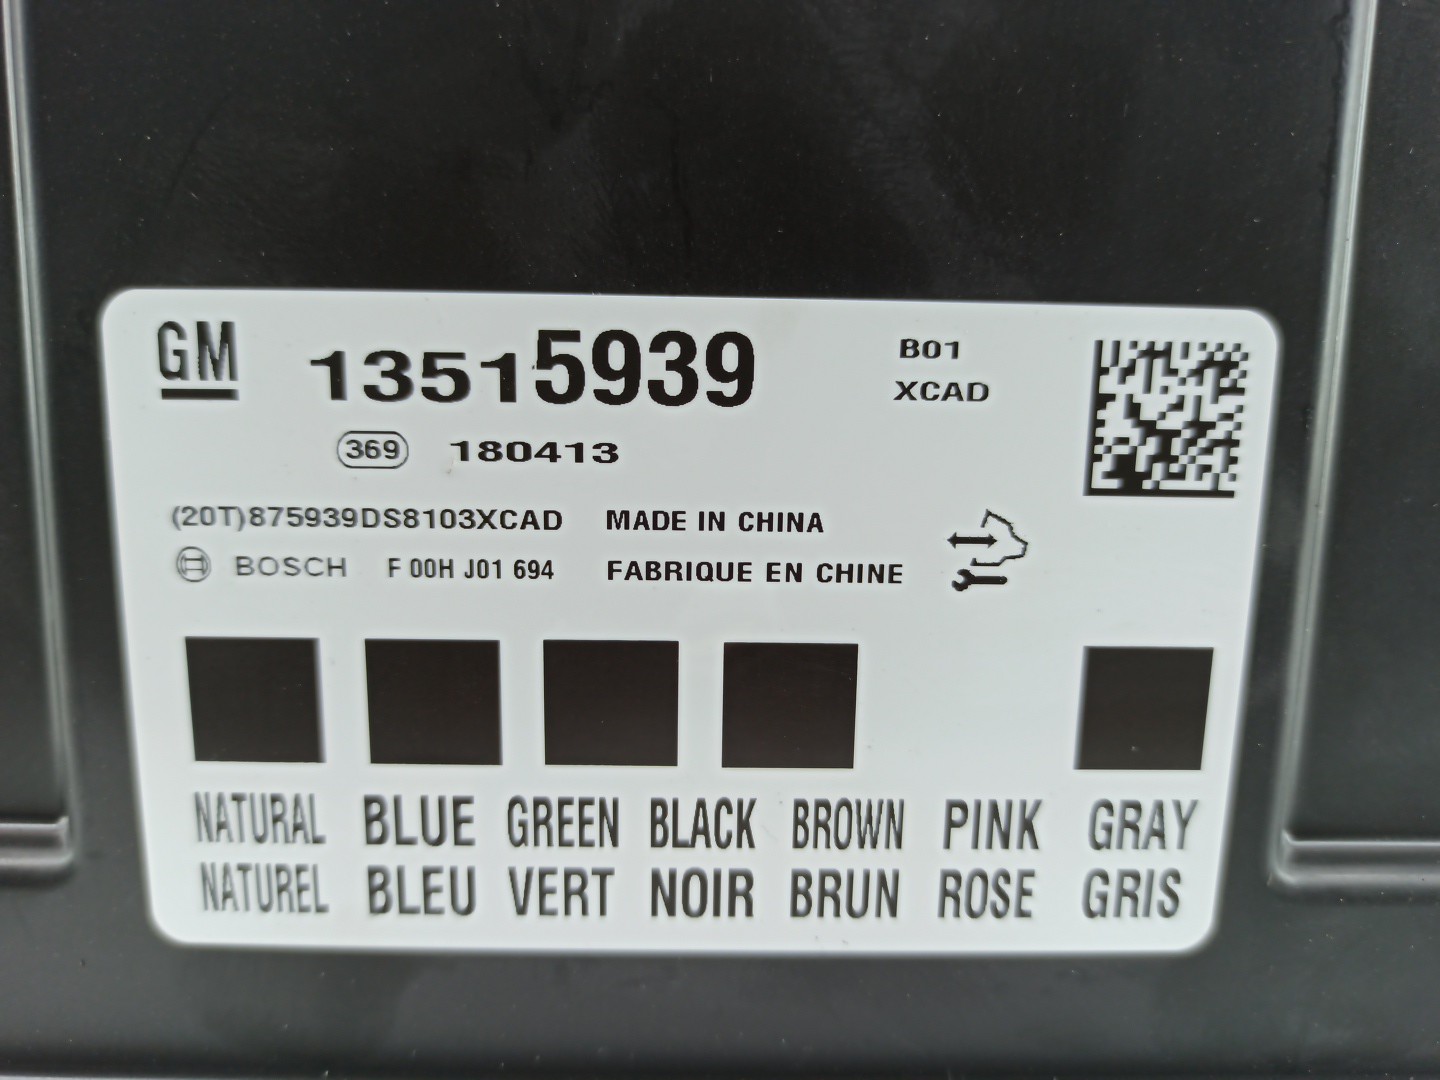 GM 13515939 B01
XCAD
369 180413
(20T)875939DS8103XCAD MADE IN CHINA
BOSCH F 00H J01 694 FABRIQUE EN CHINE
NATURAL BLUE GREEN BLACK BROWN PINK GRAY
NATUREL BLEU VERT NOIR BRUN ROSE GRIS